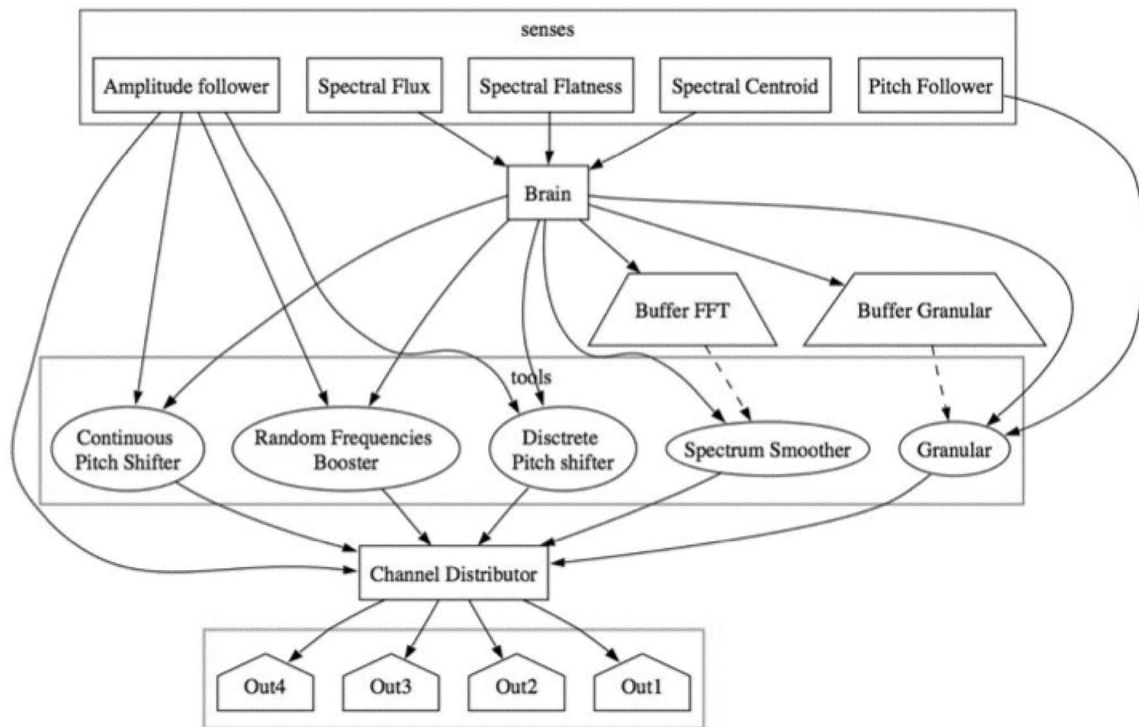 senses
Amplitude follower
Spectral Flux
Spectral Flatness
Spectral Centroid
Pitch Follower
Brain
Buffer FFT
Buffer Granular
tools
Continuous
Pitch Shifter
Random Frequencies
Booster
Disctrete
Pitch shifter
Spectrum Smoother
Granular
Channel Distributor
Out4
Out3
Out2
Out1